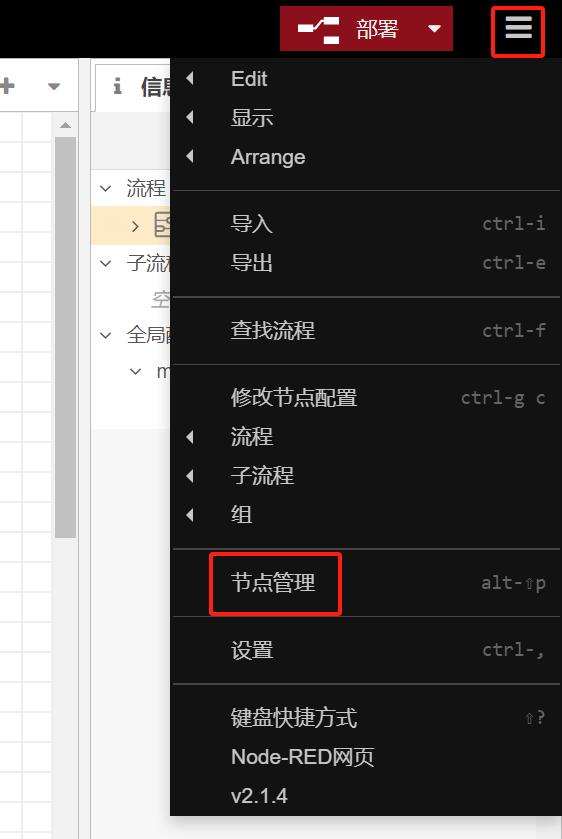 部署
信息
Edit
显示
Arrange
流程
导入 ctrl-i
导出 ctrl-e
子流
空
查找流程 ctrl-f
全局
m
修改节点配置 ctrl-g c
流程
子流程
组
节点管理 alt-⇧p
设置 ctrl-,
键盘快捷方式 ⇧?
Node-RED网页
v2.1.4